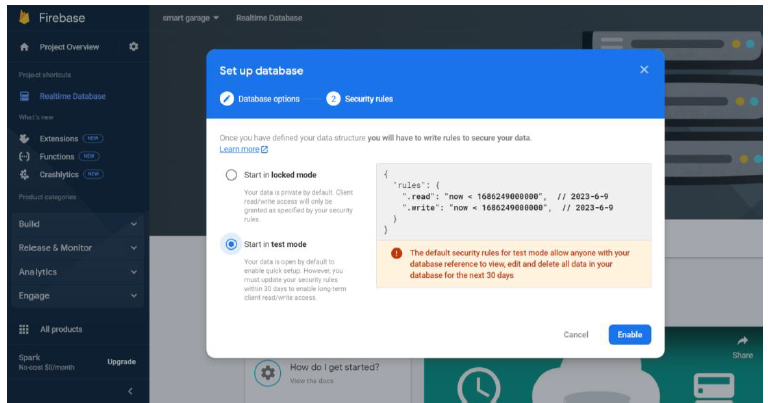 Firebase
smart garage
Realtime Database
Project Overview
Project shortcuts
Realtime Database
What's new
Extensions NEW
Functions NEW
Crashlytics NEW
Product categories
Build
Release & Monitor
Analytics
Engage
All products
Spark
No-cost $0/month
Upgrade
Set up database
Database options
2 Security rules
Once you have defined your data structure you will have to write rules to secure your data.
Learn more
Start in locked mode
Your data is private by default. Client
read/write access will only be
granted as specified by your security
rules.
Start in test mode
Your data is open by default to
enable quick setup. However, you
must update your security rules
within 30 days to enable long-term
client read/write access.
{
"rules": {
".read": "now < 1686249000000", // 2023-6-9
".write": "now < 1686249000000", // 2023-6-9
}
}
The default security rules for test mode allow anyone with your
database reference to view, edit and delete all data in your
database for the next 30 days
Cancel
Enable
How do I get started?
View the docs
Share